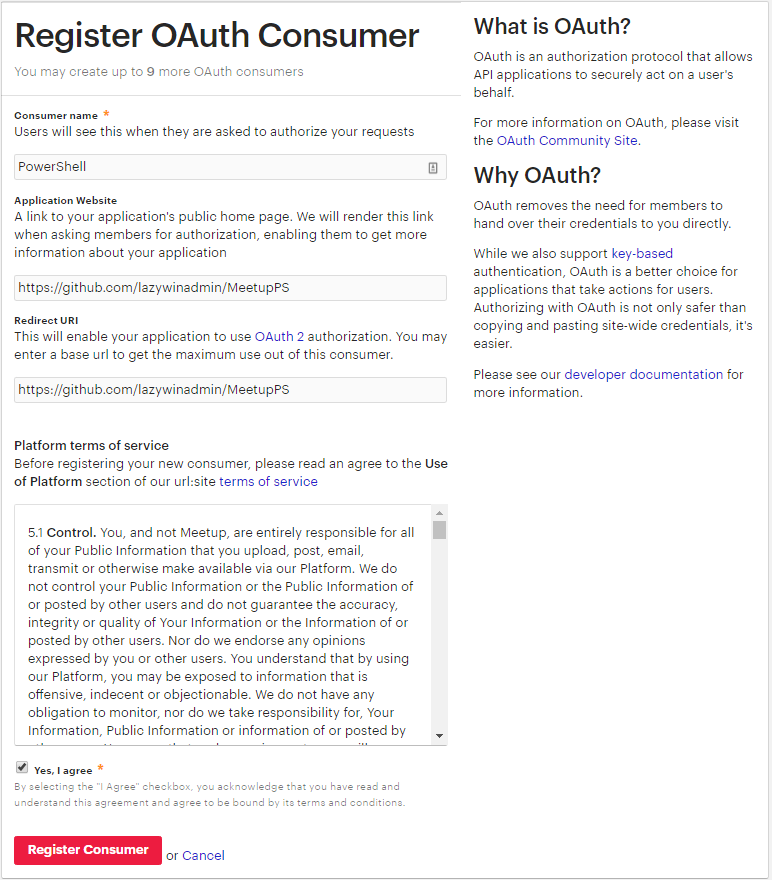 Register OAuth Consumer
You may create up to 9 more OAuth consumers
Consumer name *
Users will see this when they are asked to authorize your requests
PowerShell
Application Website
A link to your application's public home page. We will render this link
when asking members for authorization, enabling them to get more
information about your application
https://github.com/lazywinadmin/MeetupPS
Redirect URI
This will enable your application to use OAuth 2 authorization. You may
enter a base url to get the maximum use out of this consumer.
https://github.com/lazywinadmin/MeetupPS
Platform terms of service
Before registering your new consumer, please read an agree to the Use
of Platform section of our url:site terms of service
5.1 Control. You, and not Meetup, are entirely responsible for all
of your Public Information that you upload, post, email,
transmit or otherwise make available via our Platform. We do
not control your Public Information or the Public Information of
or posted by other users and do not guarantee the accuracy,
integrity or quality of Your Information or the Information of or
posted by other users. Nor do we endorse any opinions
expressed by you or other users. You understand that by using
our Platform, you may be exposed to information that is
offensive, indecent or objectionable. We do not have any
obligation to monitor, nor do we take responsibility for, Your
Information, Public Information or information of or posted by
Yes, I agree *
By selecting the "I Agree" checkbox, you acknowledge that you have read and
understand this agreement and agree to be bound by its terms and conditions.
Register Consumer or Cancel
What is OAuth?
OAuth is an authorization protocol that allows
API applications to securely act on a user's
behalf.
For more information on OAuth, please visit
the OAuth Community Site.
Why OAuth?
OAuth removes the need for members to
hand over their credentials to you directly.
While we also support key-based
authentication, OAuth is a better choice for
applications that take actions for users.
Authorizing with OAuth is not only safer than
copying and pasting site-wide credentials, it's
easier.
Please see our developer documentation for
more information.